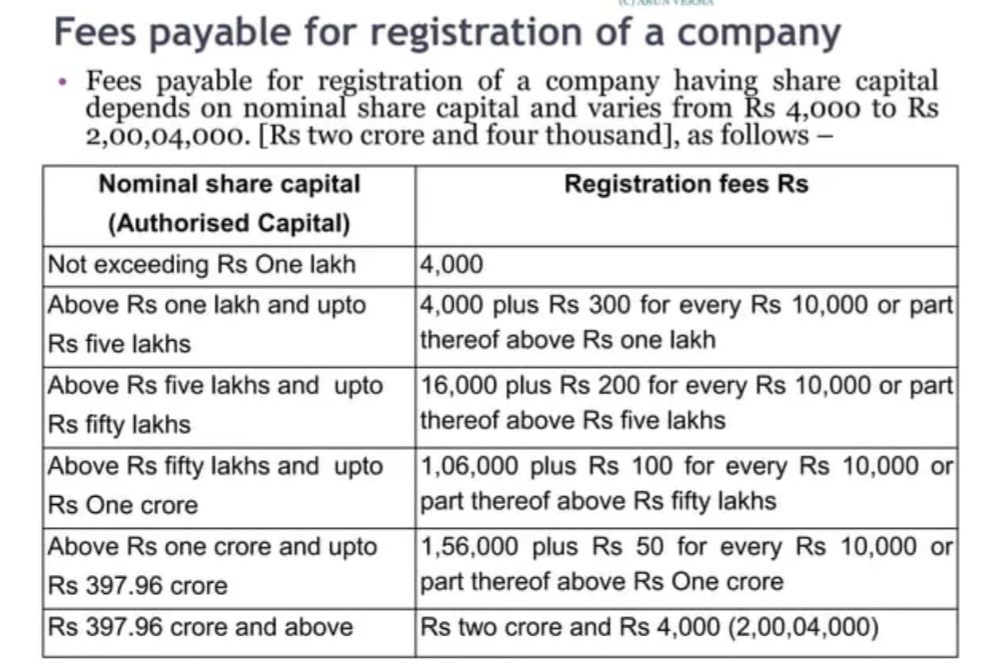 (C) ARUN VERMA
Fees payable for registration of a company
• Fees payable for registration of a company having share capital
depends on nominal share capital and varies from Rs 4,000 to Rs
2,00,04,000. [Rs two crore and four thousand], as follows –
Nominal share capital
(Authorised Capital)
Registration fees Rs
Not exceeding Rs One lakh
4,000
Above Rs one lakh and upto
Rs five lakhs
4,000 plus Rs 300 for every Rs 10,000 or part
thereof above Rs one lakh
Above Rs five lakhs and upto
Rs fifty lakhs
16,000 plus Rs 200 for every Rs 10,000 or part
thereof above Rs five lakhs
Above Rs fifty lakhs and upto
Rs One crore
1,06,000 plus Rs 100 for every Rs 10,000 or
part thereof above Rs fifty lakhs
Above Rs one crore and upto
Rs 397.96 crore
1,56,000 plus Rs 50 for every Rs 10,000 or
part thereof above Rs One crore
Rs 397.96 crore and above
Rs two crore and Rs 4,000 (2,00,04,000)